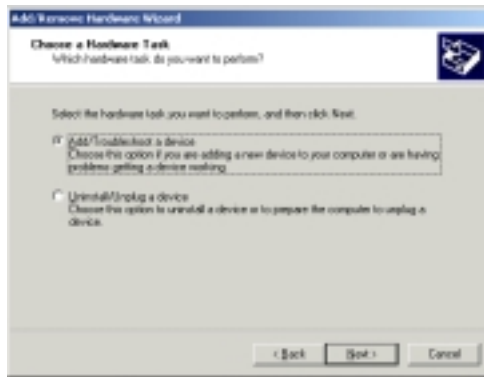 Add/Remove Hardware Wizard
Choose a Hardware Task
Which hardware task do you want to perform?
Select the hardware task you want to perform, and then click Next.
Add/Troubleshoot a device
Choose this option if you are adding a new device to your computer or are having
problems getting a device working.
Uninstall/Unplug a device
Choose this option to uninstall a device or to prepare the computer to unplug a
device.
< Back Next > Cancel